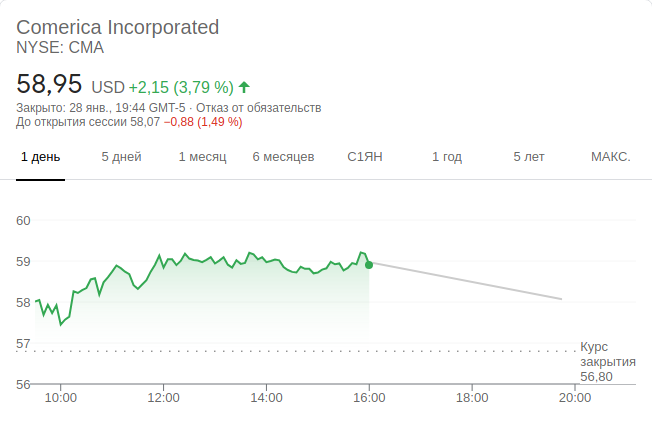 Comerica Incorporated
NYSE: CMA
58,95 USD +2,15 (3,79 %)
Закрыто: 28 янв., 19:44 GMT-5 · Отказ от обязательств
До открытия сессии 58,07 −0,88 (1,49 %)
1 день 5 дней 1 месяц 6 месяцев С1ЯН 1 год 5 лет МАКС.
60
59
58
57
Курс
закрытия
56,80
56
10:00 12:00 14:00 16:00 18:00 20:00